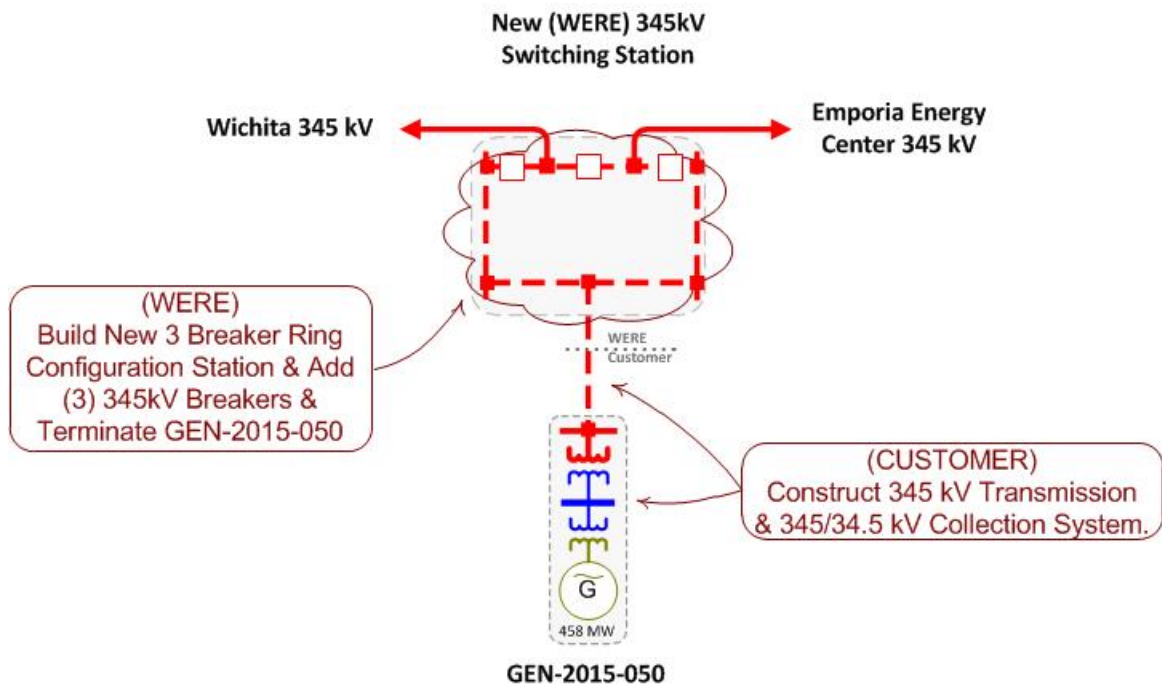 New (WERE) 345kV
Switching Station
Wichita 345 kV
Emporia Energy
Center 345 kV
(WERE)
Build New 3 Breaker Ring
Configuration Station & Add
(3) 345kV Breakers &
Terminate GEN-2015-050
WERE
Customer
(CUSTOMER)
Construct 345 kV Transmission
& 345/34.5 kV Collection System.
G
458 MW
GEN-2015-050